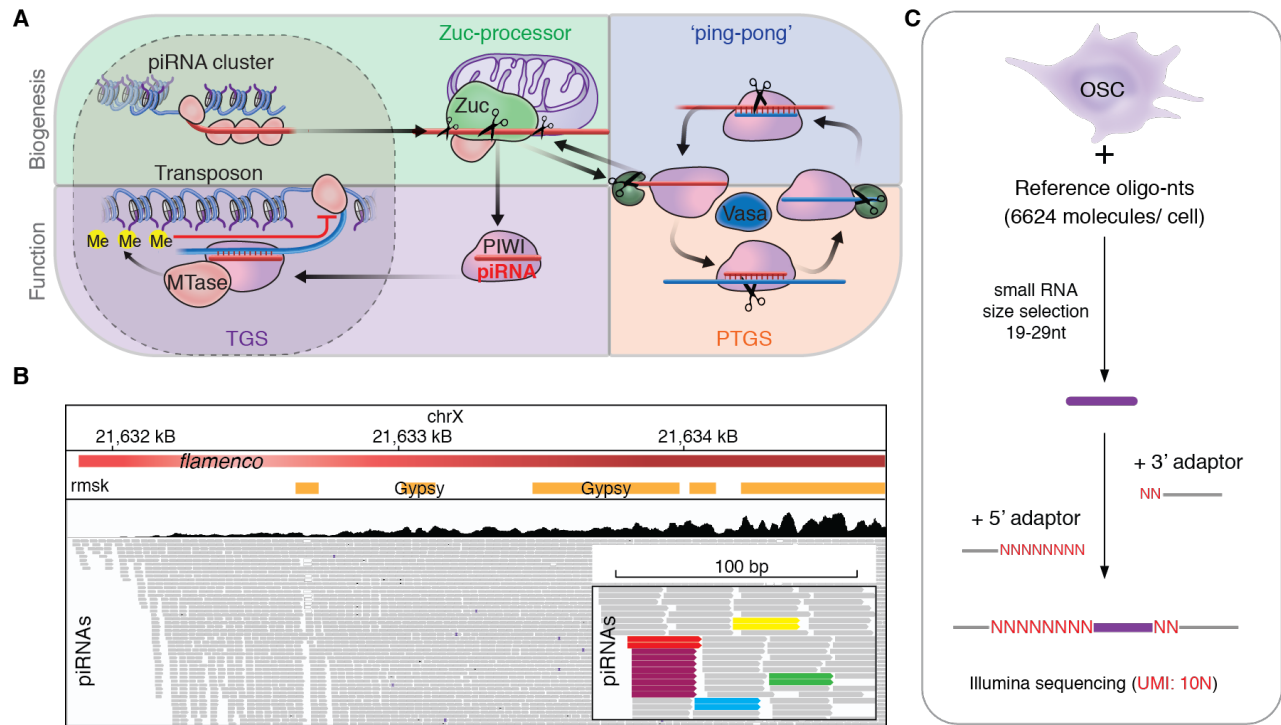 A
Biogenesis
Function
piRNA cluster
Zuc-processor
Zuc
'ping-pong'
Transposon
Me Me Me
MTase
TGS
PIWI
piRNA
Vasa
PTGS
B
chrX
21,632 kB 21,633 kB 21,634 kB
flamenco
rmsk Gypsy Gypsy
piRNAs
100 bp
piRNAs
C
OSC
+
Reference oligo-nts
(6624 molecules/ cell)
small RNA
size selection
19-29nt
+ 3' adaptor
NN
+ 5' adaptor
NNNNNNNN
NNNNNNNN NN
Illumina sequencing (UMI: 10N)